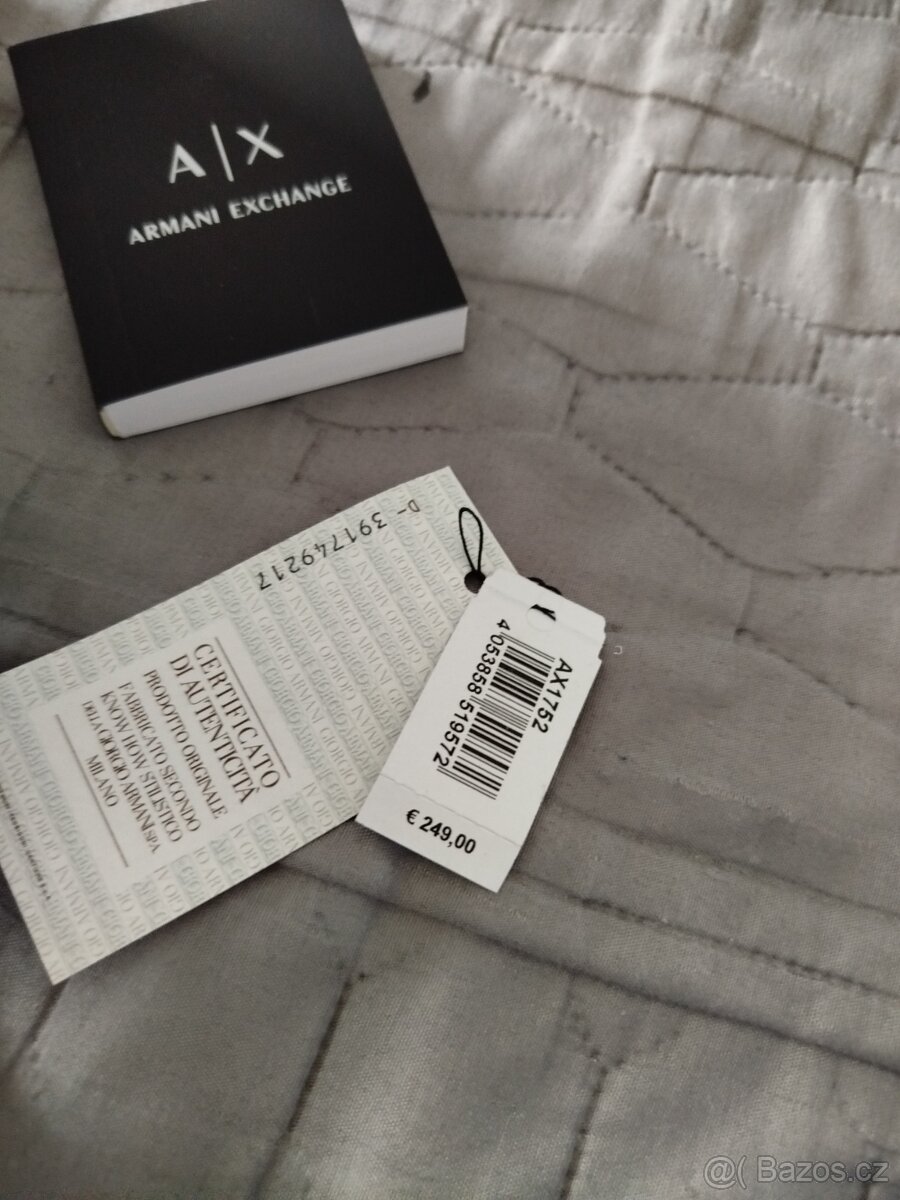 A|X
ARMANI EXCHANGE
D- 391749217
CERTIFICATO
DI AUTENTICITÀ
PRODOTTO ORIGINALE
FABBRICATO SECONDO
KNOW HOW STILISTICO
DELLA GIORGIO ARMANI S.P.A.
MILANO
AX1752
4 053858 519572
€ 249,00
@( Bazos.cz